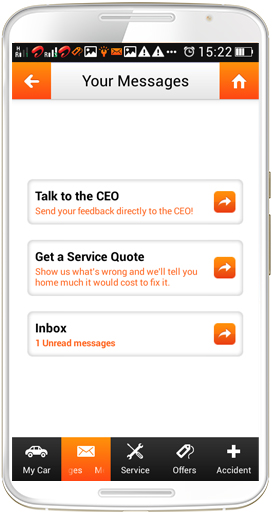 15:22
Your Messages
Talk to the CEO
Send your feedback directly to the CEO!
Get a Service Quote
Show us what's wrong and we'll tell you
home much it would cost to fix it.
Inbox
1 Unread messages
My Car
ges M
Service
Offers
Accident